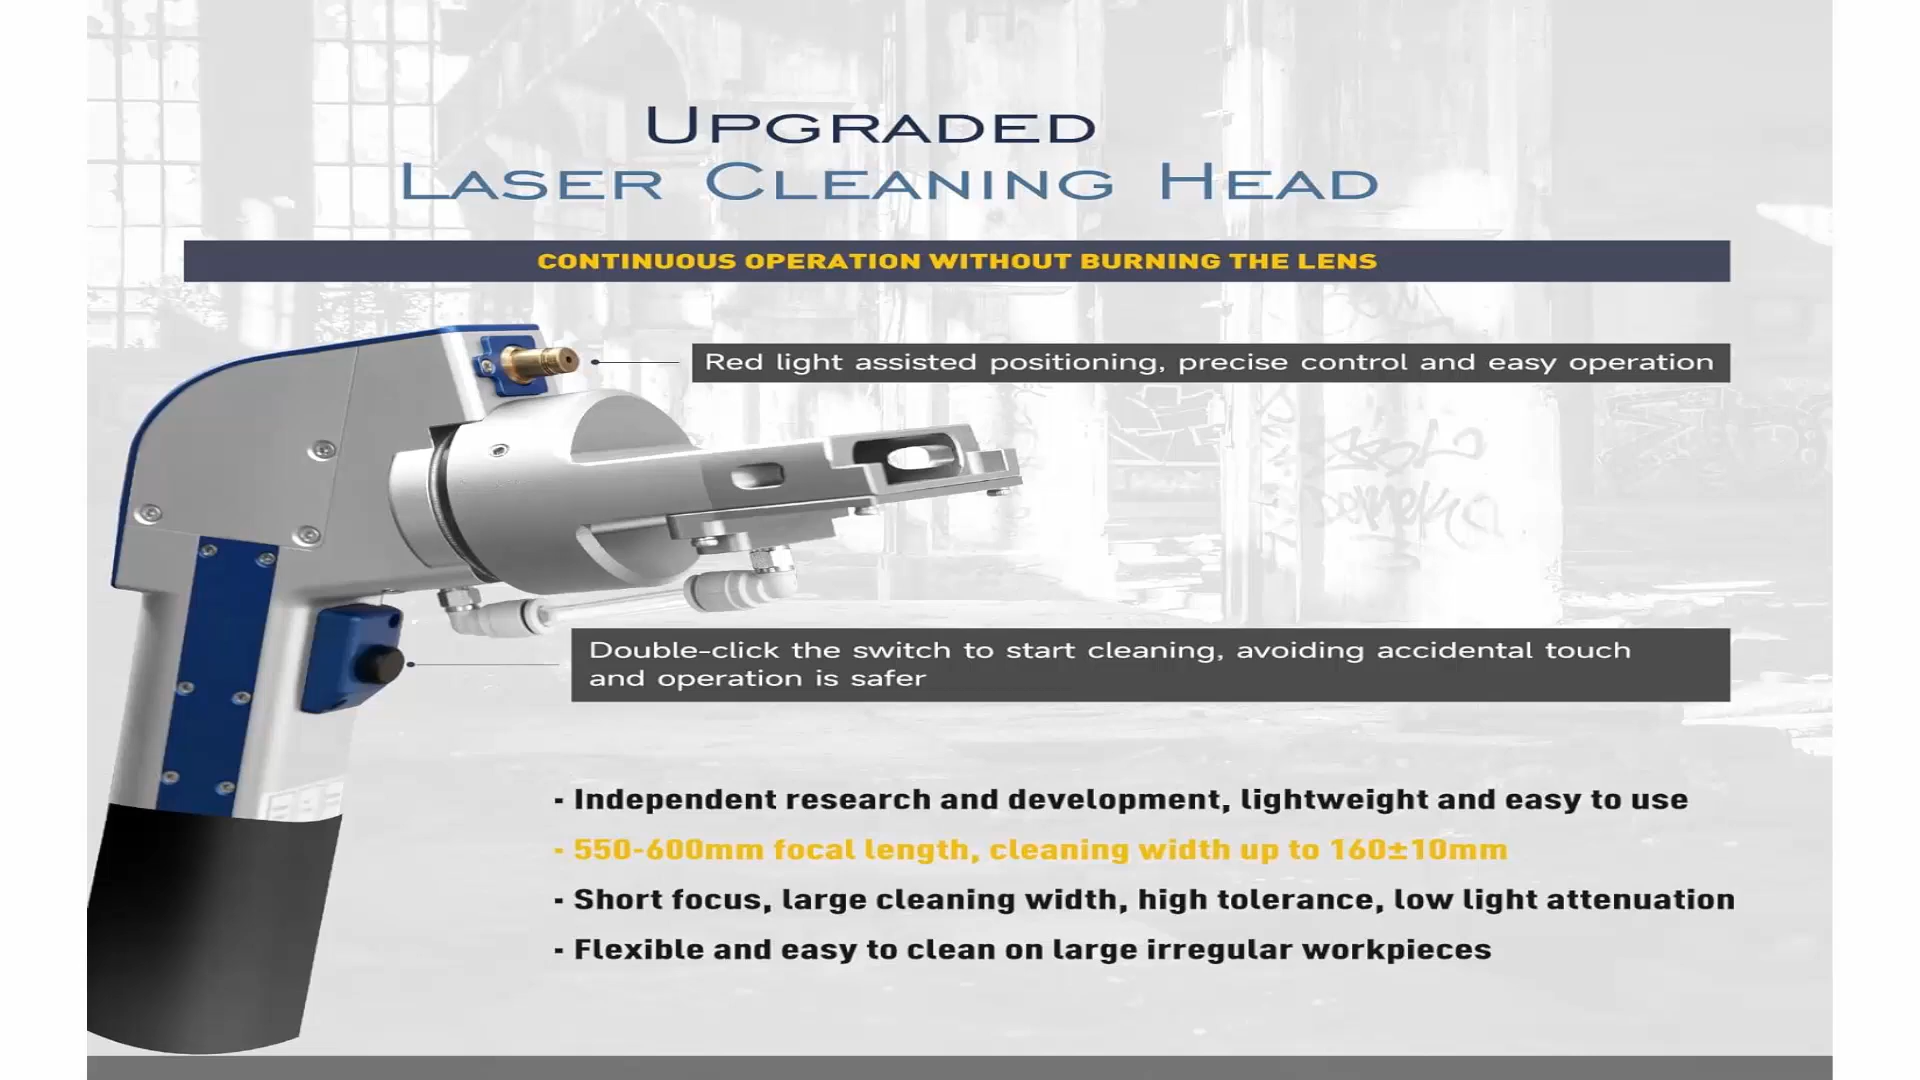 UPGRADED
LASER CLEANING HEAD
CONTINUOUS OPERATION WITHOUT BURNING THE LENS
Red light assisted positioning, precise control and easy operation
Double-click the switch to start cleaning, avoiding accidental touch
and operation is safer
- Independent research and development, lightweight and easy to use
- 550-600mm focal length, cleaning width up to 160±10mm
- Short focus, large cleaning width, high tolerance, low light attenuation
- Flexible and easy to clean on large irregular workpieces